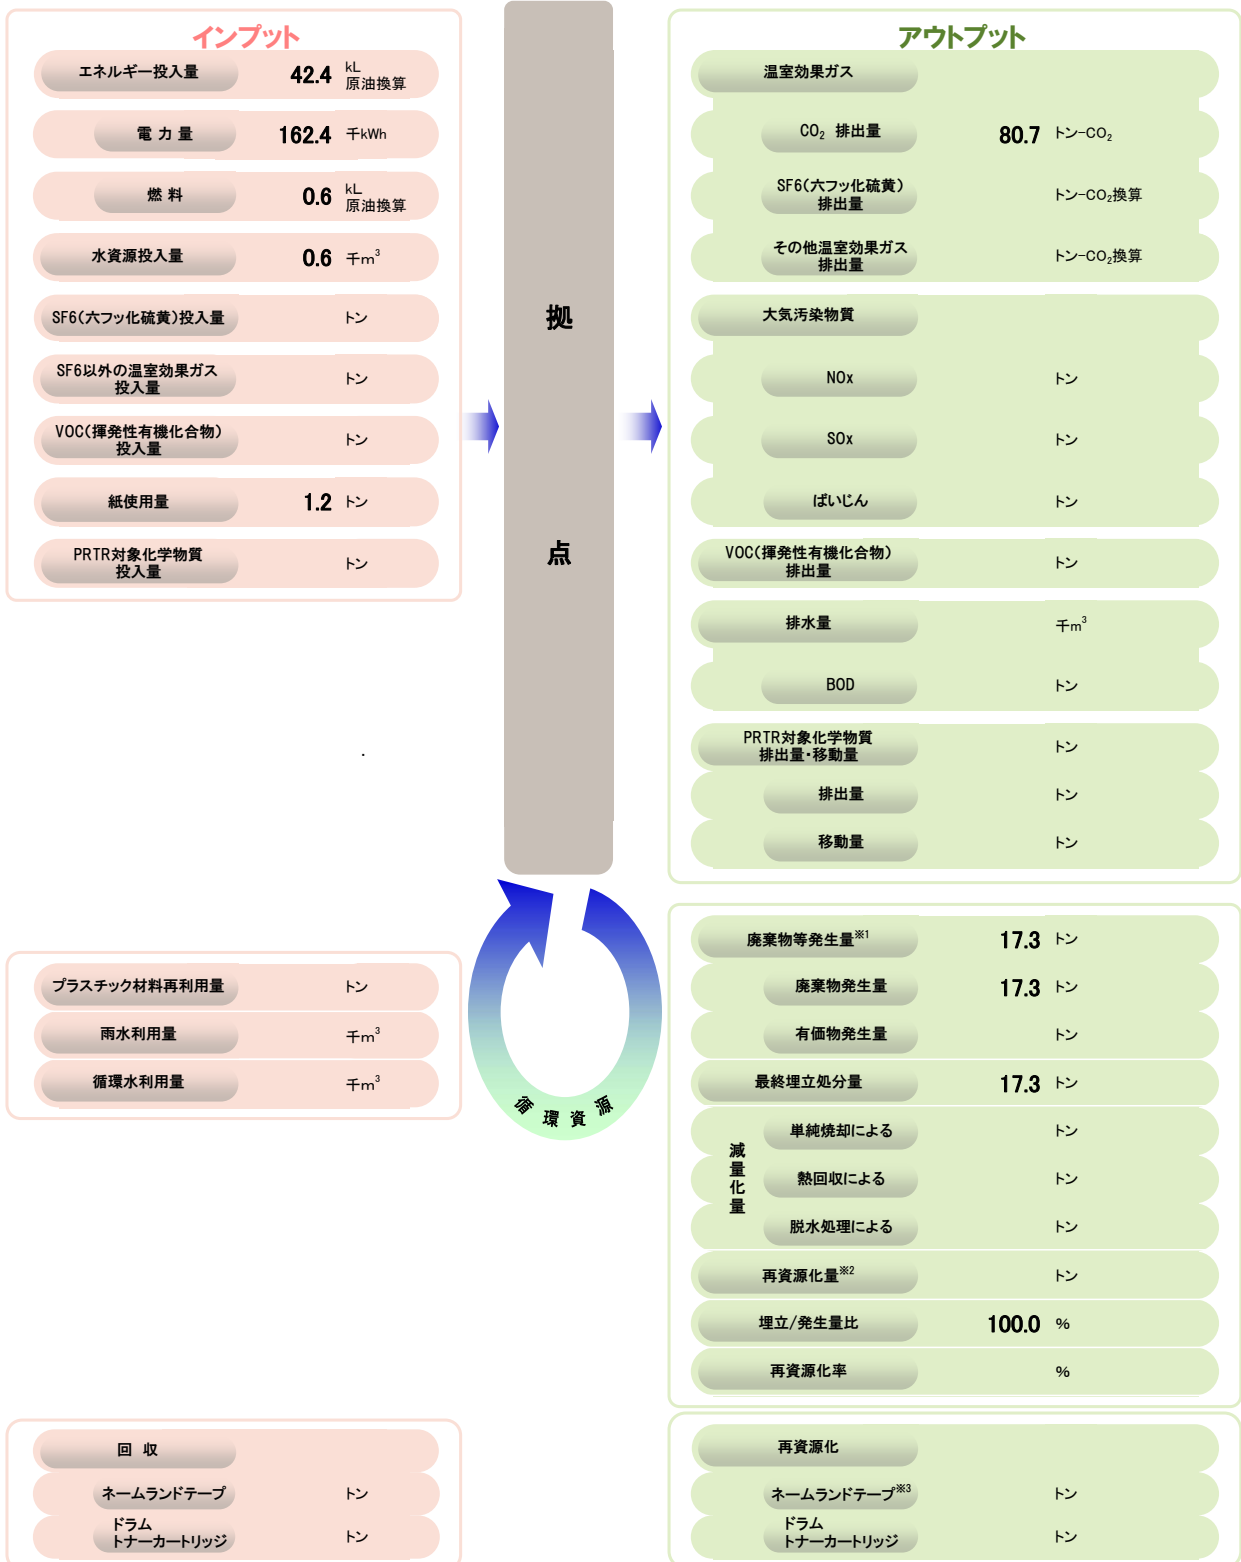 インプット
エネルギー投入量 42.4 kL
原油換算
電 力 量 162.4 千kWh
燃 料 0.6 kL
原油換算
水資源投入量 0.6 千m³
SF6(六フッ化硫黄)投入量 トン
SF6以外の温室効果ガス
投入量 トン
VOC(揮発性有機化合物)
投入量 トン
紙使用量 1.2 トン
PRTR対象化学物質
投入量 トン
拠
点
アウトプット
温室効果ガス
CO₂ 排出量 80.7 トン-CO₂
SF6(六フッ化硫黄)
排出量 トン-CO₂換算
その他温室効果ガス
排出量 トン-CO₂換算
大気汚染物質
NOx トン
SOx トン
ばいじん トン
VOC(揮発性有機化合物)
排出量 トン
排水量 千m³
BOD トン
PRTR対象化学物質
排出量・移動量 トン
排出量 トン
移動量 トン
プラスチック材料再利用量 トン
雨水利用量 千m³
循環水利用量 千m³
循環資源
廃棄物等発生量※1 17.3 トン
廃棄物発生量 17.3 トン
有価物発生量 トン
最終埋立処分量 17.3 トン
減量化量
単純焼却による トン
熱回収による トン
脱水処理による トン
再資源化量※2 トン
埋立/発生量比 100.0 %
再資源化率 %
回 収
ネームランドテープ トン
ドラム
トナーカートリッジ トン
再資源化
ネームランドテープ※3 トン
ドラム
トナーカートリッジ トン